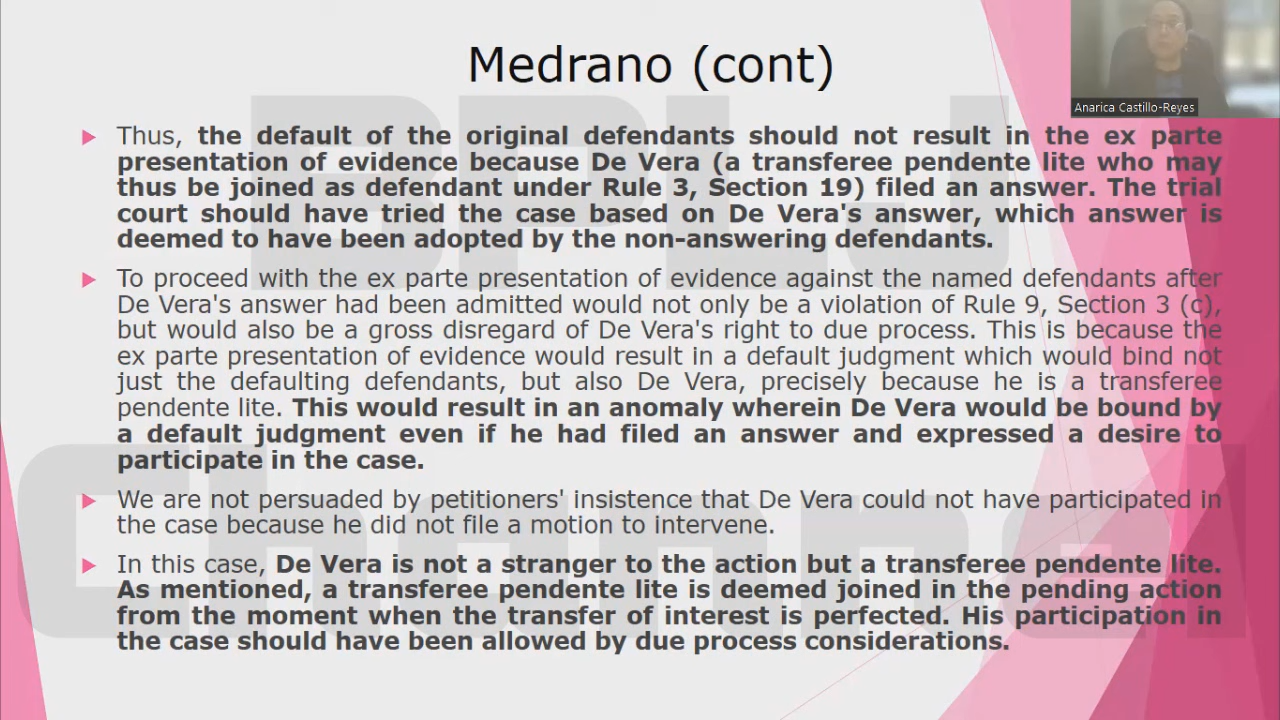 Medrano (cont)
Anarica Castillo-Reyes
Thus, the default of the original defendants should not result in the ex parte
presentation of evidence because De Vera (a transferee pendente lite who may
thus be joined as defendant under Rule 3, Section 19) filed an answer. The trial
court should have tried the case based on De Vera's answer, which answer is
deemed to have been adopted by the non-answering defendants.
To proceed with the ex parte presentation of evidence against the named defendants after
De Vera's answer had been admitted would not only be a violation of Rule 9, Section 3 (c),
but would also be a gross disregard of De Vera's right to due process. This is because the
ex parte presentation of evidence would result in a default judgment which would bind not
just the defaulting defendants, but also De Vera, precisely because he is a transferee
pendente lite. This would result in an anomaly wherein De Vera would be bound by
a default judgment even if he had filed an answer and expressed a desire to
participate in the case.
We are not persuaded by petitioners' insistence that De Vera could not have participated in
the case because he did not file a motion to intervene.
In this case, De Vera is not a stranger to the action but a transferee pendente lite.
As mentioned, a transferee pendente lite is deemed joined in the pending action
from the moment when the transfer of interest is perfected. His participation in
the case should have been allowed by due process considerations.
BPLJ
Channel